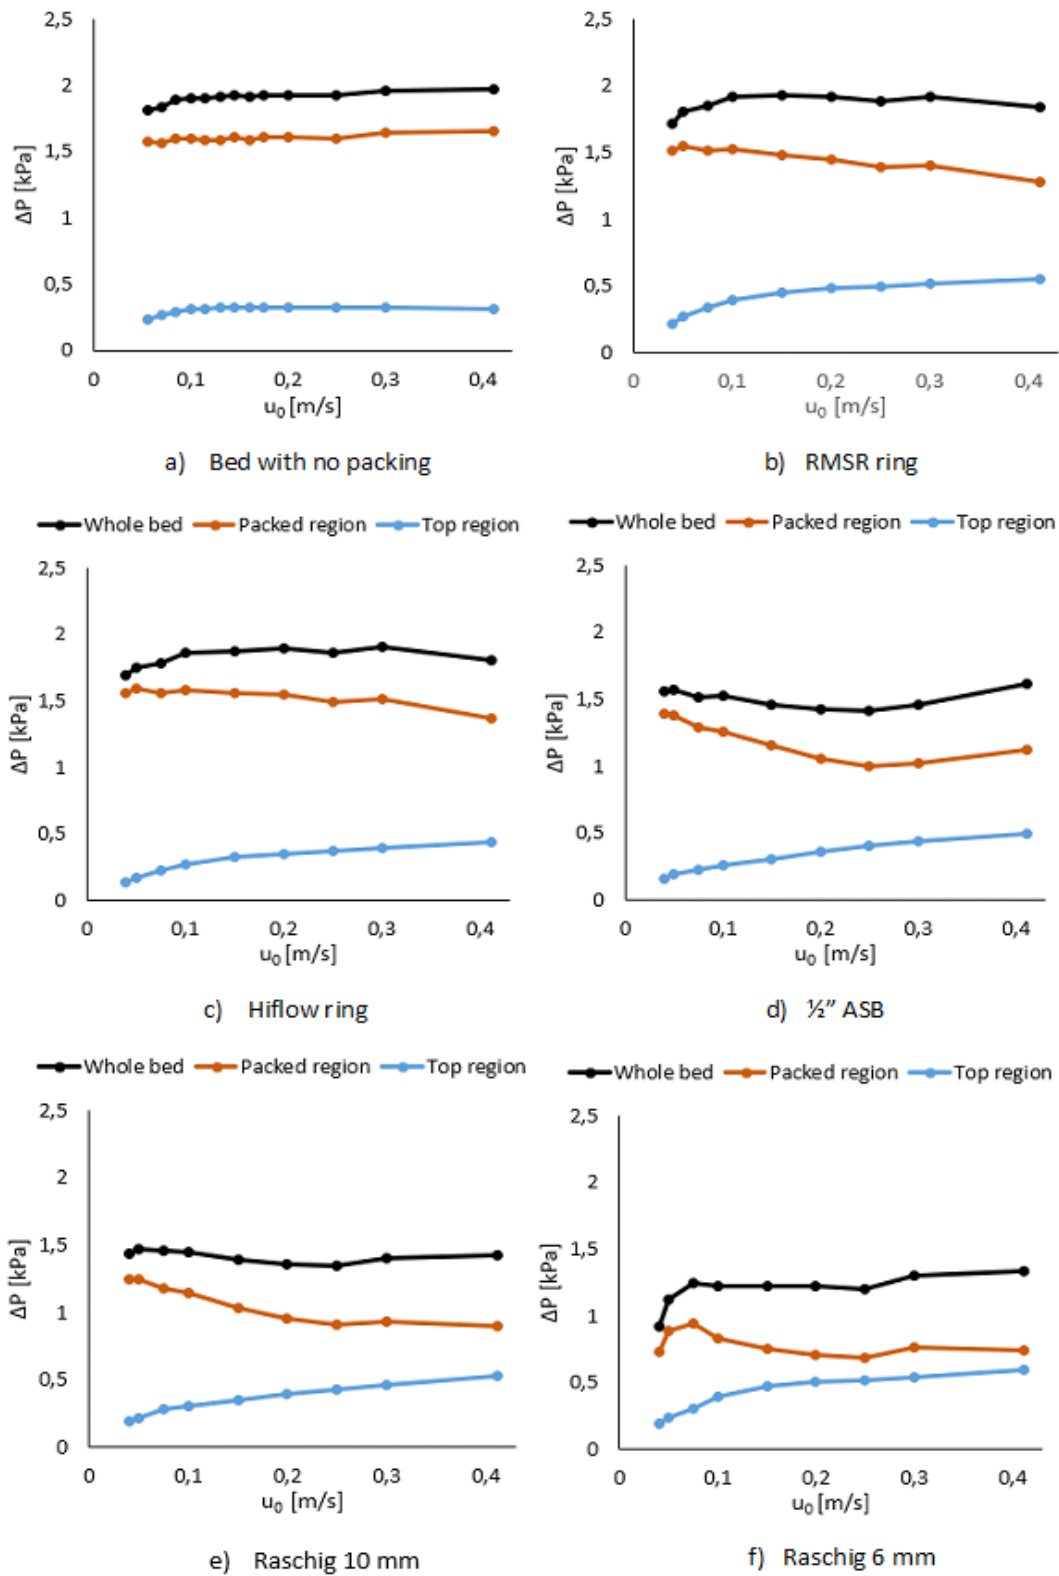 2,5
2,5
2
2
1,5
1,5
ΔP [kPa]
ΔP [kPa]
1
1
0,5
0,5
0
0
0 0,1 0,2 0,3 0,4
0 0,1 0,2 0,3 0,4
u₀ [m/s]
u₀ [m/s]
a) Bed with no packing
b) RMSR ring
Whole bed Packed region Top region
Whole bed Packed region Top region
2,5
2,5
2
2
1,5
1,5
ΔP [kPa]
ΔP [kPa]
1
1
0,5
0,5
0
0
0 0,1 0,2 0,3 0,4
0 0,1 0,2 0,3 0,4
u₀ [m/s]
u₀ [m/s]
c) Hiflow ring
d) ½” ASB
Whole bed Packed region Top region
Whole bed Packed region Top region
2,5
2,5
2
2
1,5
1,5
ΔP [kPa]
ΔP [kPa]
1
1
0,5
0,5
0
0
0 0,1 0,2 0,3 0,4
0 0,1 0,2 0,3 0,4
u₀ [m/s]
u₀ [m/s]
e) Raschig 10 mm
f) Raschig 6 mm